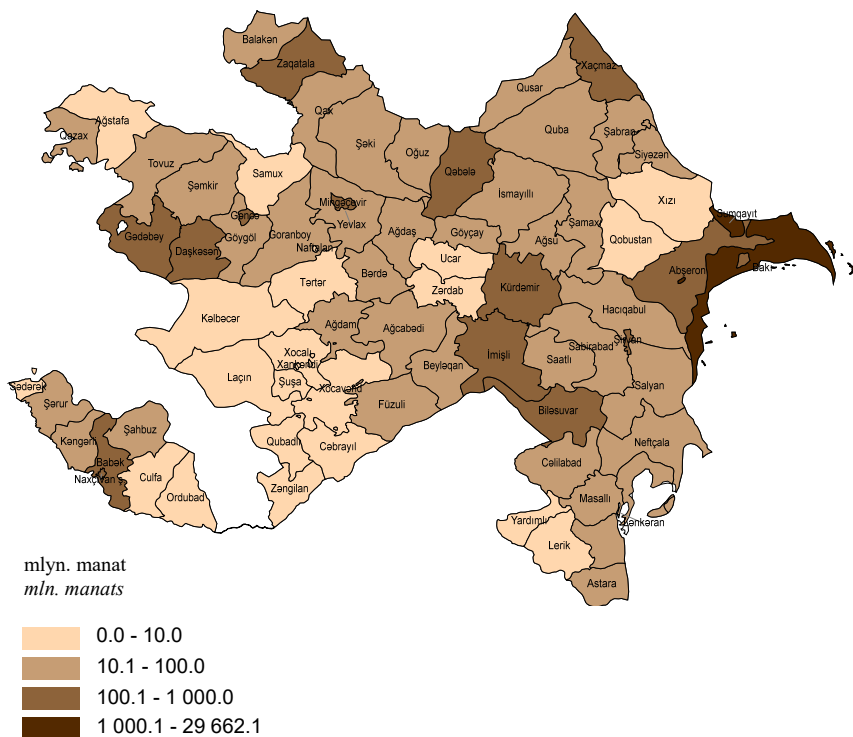 Balakən
Zaqatala
Xaçmaz
Qax
Qusar
Ağstafa
Qazax
Quba
Şabran
Siyəzən
Tovuz
Şəki
Oğuz
Qəbələ
Samux
Şəmkir
İsmayıllı
Xızı
Mingəçevir
Gəncə
Yevlax
Goranboy
Göygöl
Naftalan
Gədəbəy
Daşkəsən
Ağdaş
Göyçay
Ağsu
Şamaxı
Qobustan
Sumqayıt
Abşeron
Bakı
Ucar
Zərdab
Kürdəmir
Bərdə
Tərtər
Kəlbəcər
Ağdam
Ağcabədi
Hacıqabul
Sabirabad
Şirvan
Saatlı
İmişli
Beyləqan
Salyan
Xocalı
Xankəndi
Laçın
Şuşa
Xocavənd
Füzuli
Biləsuvar
Neftçala
Sədərək
Şərur
Kəngərli
Şahbuz
Babək
Naxçıvan ş.
Culfa
Ordubad
Qubadlı
Cəbrayıl
Zəngilan
Cəlilabad
Masallı
Lənkəran
Yardımlı
Lerik
Astara
mlyn. manat
mln. manats
0.0 - 10.0
10.1 - 100.0
100.1 - 1 000.0
1 000.1 - 29 662.1